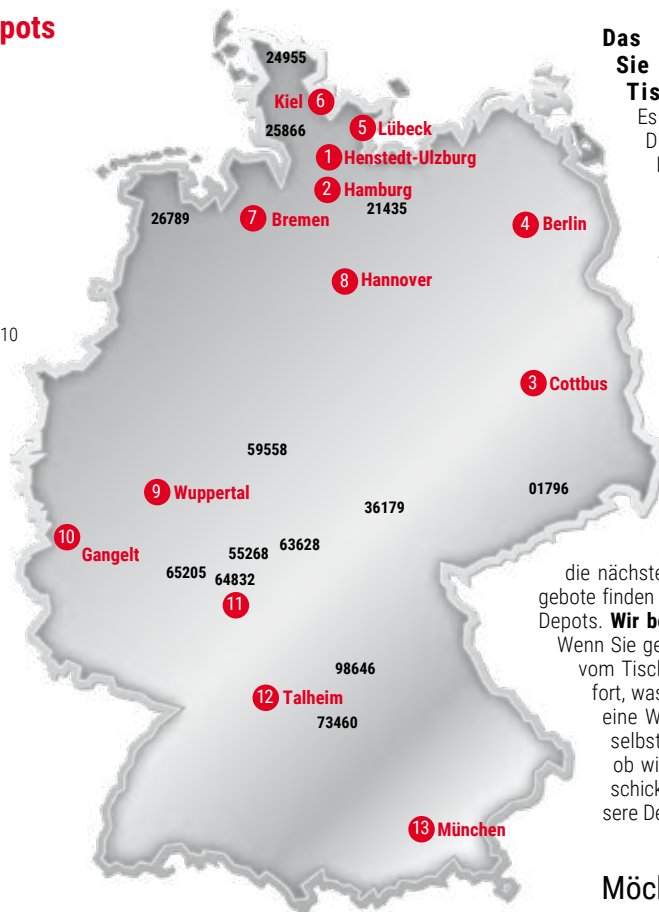 pots
24955
Kiel 6
25866
5 Lübeck
1 Henstedt-Ulzburg
2 Hamburg
21435
26789
7 Bremen
4 Berlin
8 Hannover
10
3 Cottbus
59558
9 Wuppertal
01796
36179
10
Gangelt
63628
55268
65205
64832
11
98646
12 Talheim
73460
13 München
Das
Sie
Tis
Es
D
die nächste
gebote finden
Depots. Wir be
Wenn Sie ge
vom Tisch
fort, was
eine W
selbst
ob wi
schick
sere De
Möch